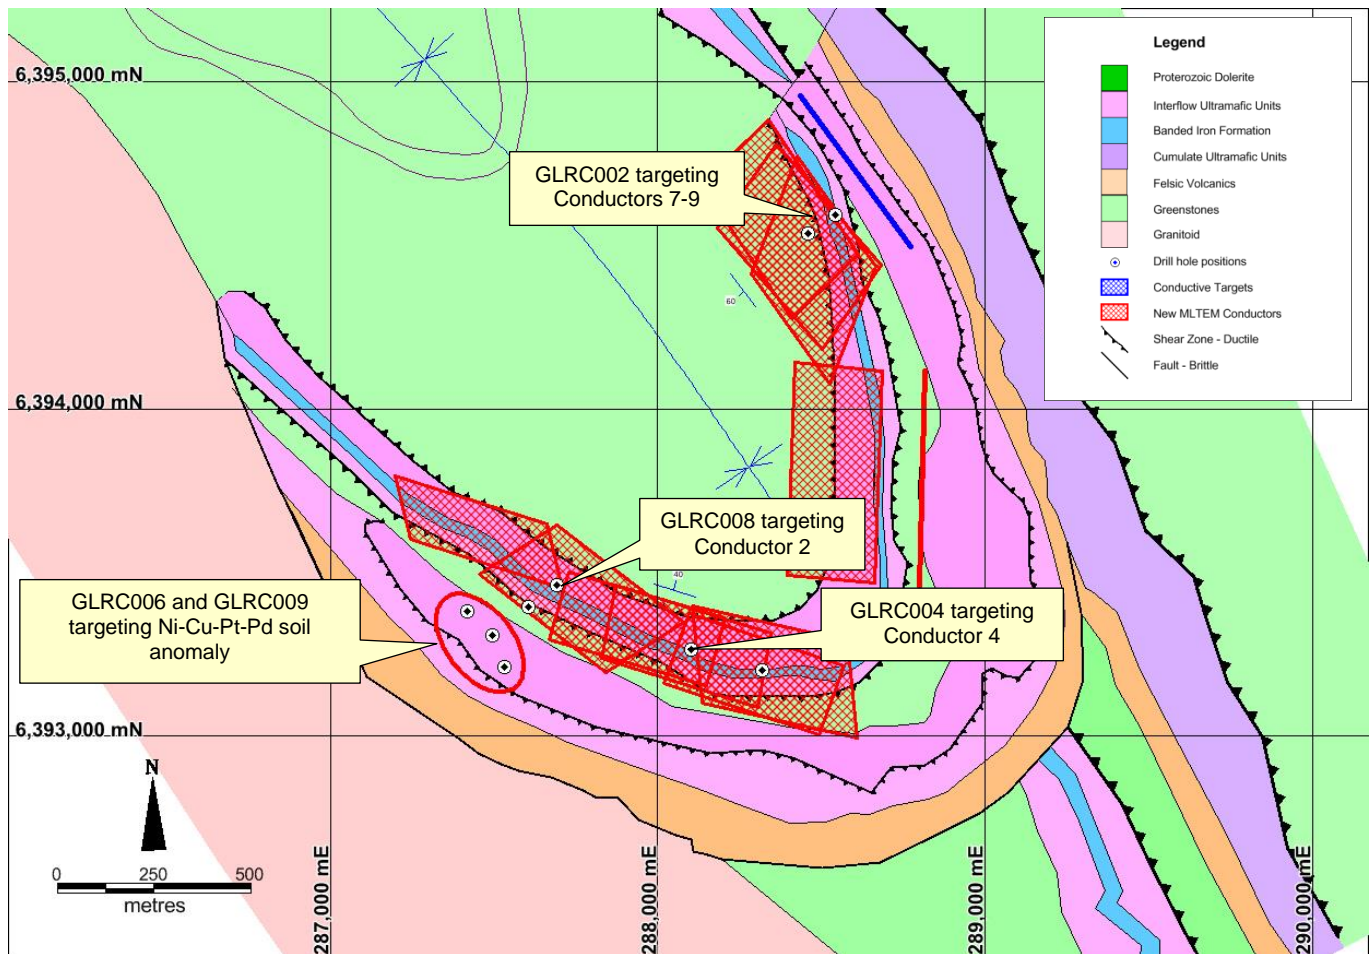 6,395,000 mN
GLRC002 targeting
Conductors 7-9
60
6,394,000 mN
GLRC008 targeting
Conductor 2
40
GLRC006 and GLRC009
targeting Ni-Cu-Pt-Pd soil
anomaly
GLRC004 targeting
Conductor 4
6,393,000 mN
N
0 250 500
metres
287,000 mE
288,000 mE
289,000 mE
290,000 mE
Legend
Proterozoic Dolerite
Interflow Ultramafic Units
Banded Iron Formation
Cumulate Ultramafic Units
Felsic Volcanics
Greenstones
Granitoid
Drill hole positions
Conductive Targets
New MLTEM Conductors
Shear Zone - Ductile
Fault - Brittle